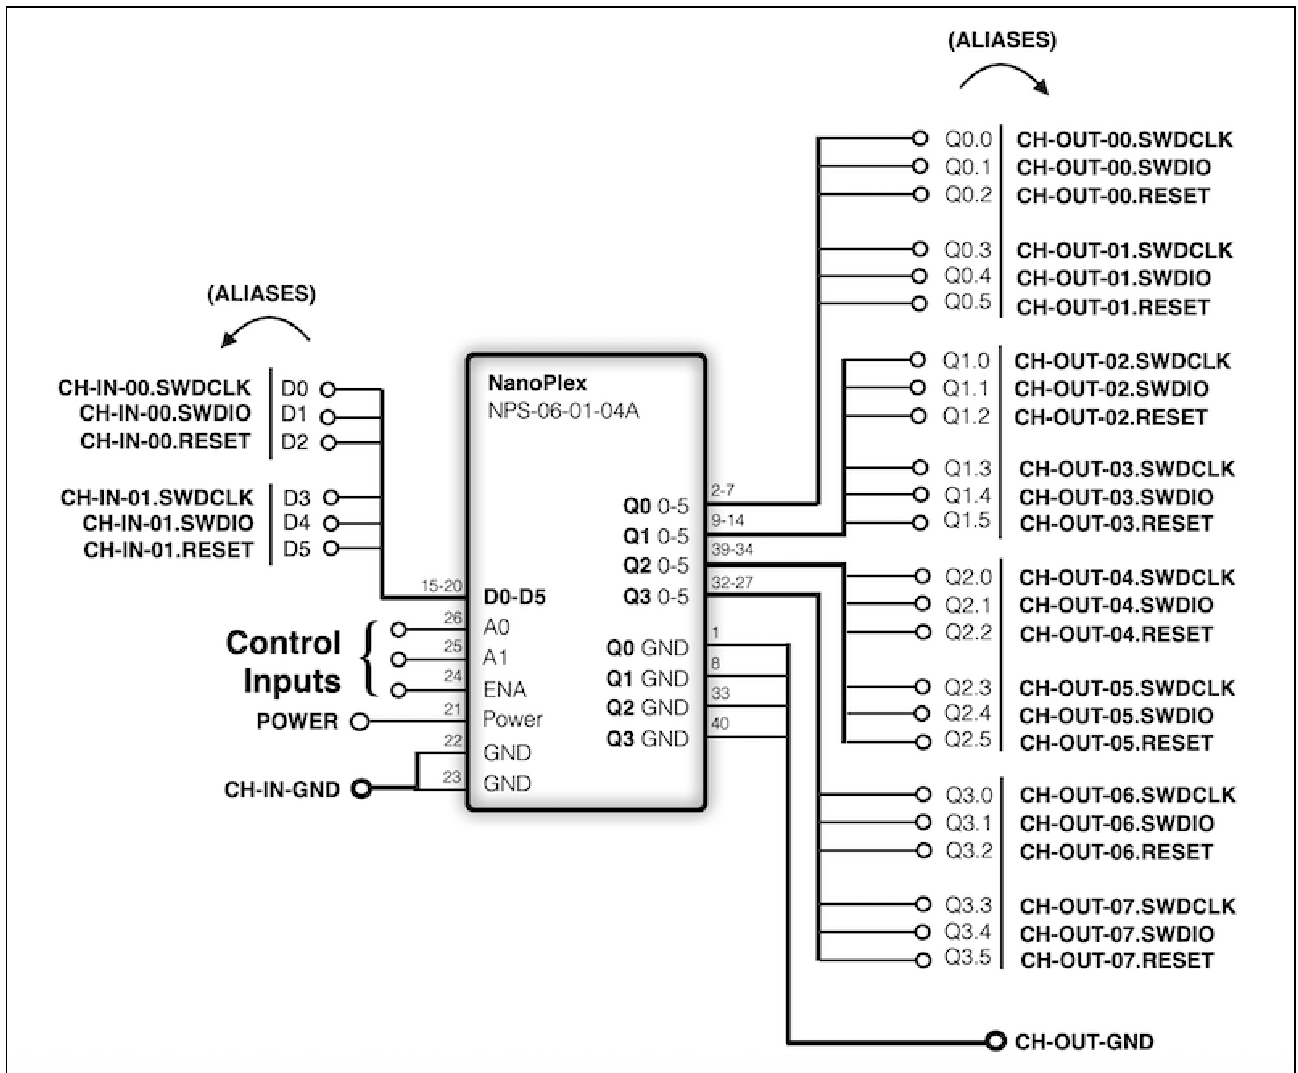 (ALIASES)
Q0.0 CH-OUT-00.SWDCLK
Q0.1 CH-OUT-00.SWDIO
Q0.2 CH-OUT-00.RESET
Q0.3 CH-OUT-01.SWDCLK
Q0.4 CH-OUT-01.SWDIO
Q0.5 CH-OUT-01.RESET
Q1.0 CH-OUT-02.SWDCLK
Q1.1 CH-OUT-02.SWDIO
Q1.2 CH-OUT-02.RESET
Q1.3 CH-OUT-03.SWDCLK
Q1.4 CH-OUT-03.SWDIO
Q1.5 CH-OUT-03.RESET
Q2.0 CH-OUT-04.SWDCLK
Q2.1 CH-OUT-04.SWDIO
Q2.2 CH-OUT-04.RESET
Q2.3 CH-OUT-05.SWDCLK
Q2.4 CH-OUT-05.SWDIO
Q2.5 CH-OUT-05.RESET
Q3.0 CH-OUT-06.SWDCLK
Q3.1 CH-OUT-06.SWDIO
Q3.2 CH-OUT-06.RESET
Q3.3 CH-OUT-07.SWDCLK
Q3.4 CH-OUT-07.SWDIO
Q3.5 CH-OUT-07.RESET
CH-OUT-GND
(ALIASES)
CH-IN-00.SWDCLK D0
CH-IN-00.SWDIO D1
CH-IN-00.RESET D2
CH-IN-01.SWDCLK D3
CH-IN-01.SWDIO D4
CH-IN-01.RESET D5
Control
Inputs
POWER
CH-IN-GND
NanoPlex
NPS-06-01-04A
Q0 0-5 2-7
Q1 0-5 9-14
Q2 0-5 39-34
Q3 0-5 32-27
Q0 GND 1
Q1 GND 8
Q2 GND 33
Q3 GND 40
15-20 D0-D5
26 A0
25 A1
24 ENA
21 Power
22 GND
23 GND